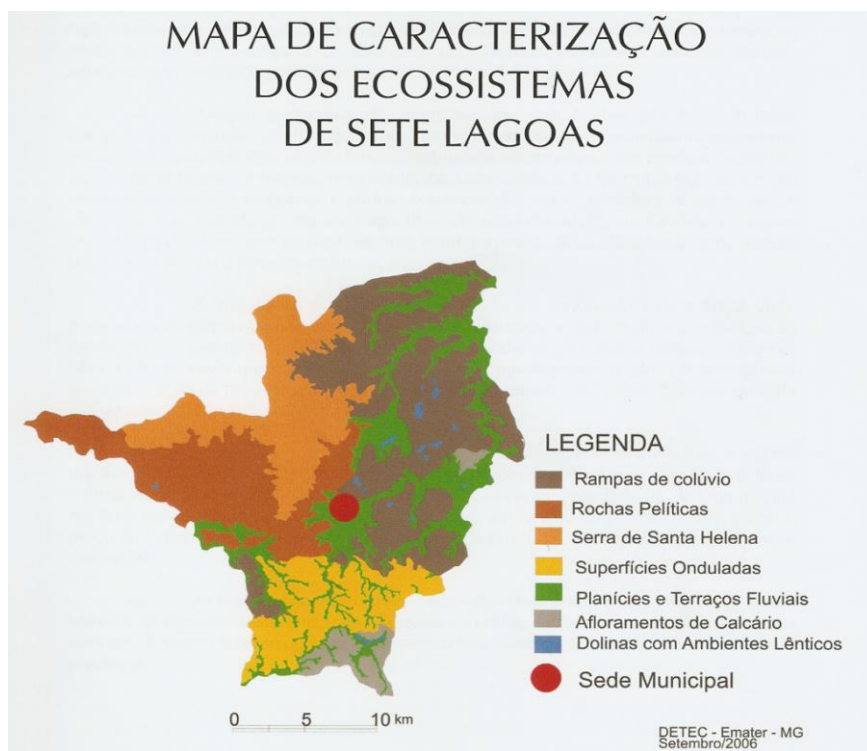 MAPA DE CARACTERIZAÇÃO
DOS ECOSSISTEMAS
DE SETE LAGOAS
LEGENDA
Rampas de colúvio
Rochas Pelíticas
Serra de Santa Helena
Superfícies Onduladas
Planícies e Terraços Fluviais
Afloramentos de Calcário
Dolinas com Ambientes Lênticos
Sede Municipal
0 5 10 km
DETEC - Emater - MG
Setembro/2006